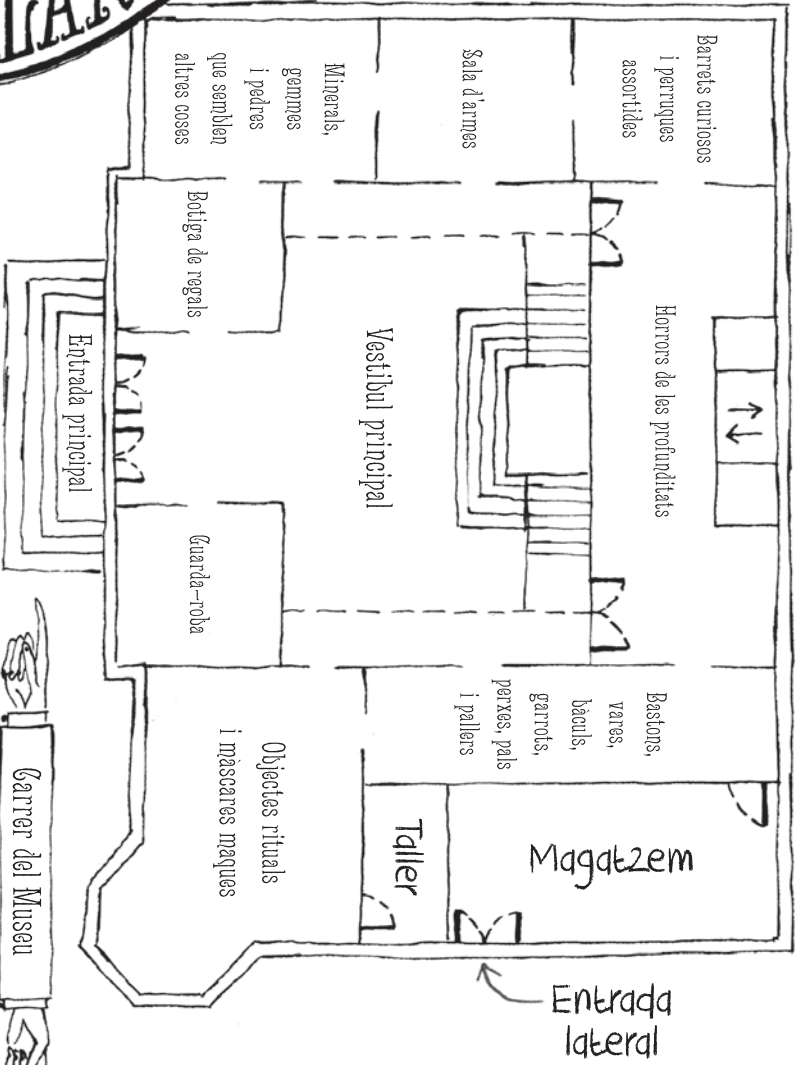 Barrets curiosos
i perruques
assortides
Horrors de les profunditats
Sala d'armes
Minerals,
gemmes
i pedres
que semblen
altres coses
Vestíbul principal
Bastons,
vares,
bàculs,
garrots,
perxes, pals
i pallers
Magatzem
Entrada
lateral
Taller
Botiga de regals
Guarda-roba
Objectes rituals
i màscares maques
Entrada principal
Carrer del Museu